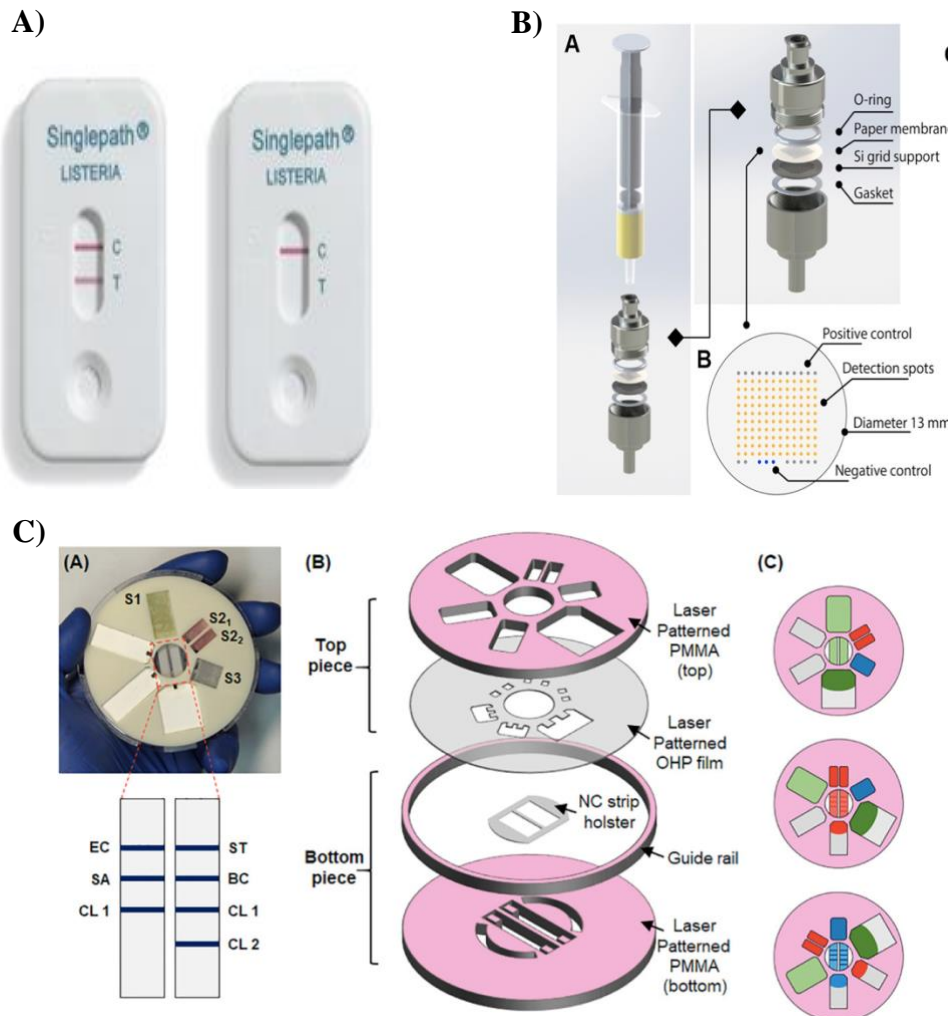 A)
Singlepath®
LISTERIA
C
T
Singlepath®
LISTERIA
C
T
B)
A
O-ring
Paper membran
Si grid support
Gasket
B
Positive control
Detection spots
Diameter 13 mm
Negative control
C)
(A)
S1
S2₁
S2₂
S3
EC
SA
CL 1
ST
BC
CL 1
CL 2
(B)
Top
piece
Bottom
piece
Laser
Patterned
PMMA
(top)
Laser
Patterned
OHP film
NC strip
holster
Guide rail
Laser
Patterned
PMMA
(bottom)
(C)